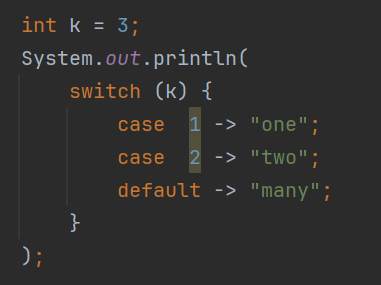 int k = 3;
System.out.println(
switch (k) {
case  1 -> "one";
case  2 -> "two";
default -> "many";
}
);